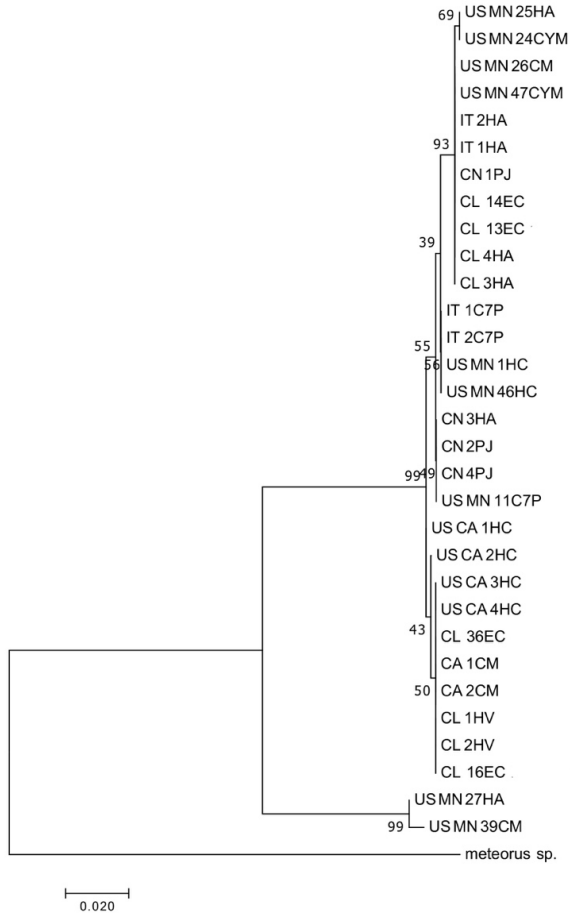 69
US MN 25HA
US MN 24CYM
US MN 26CM
US MN 47CYM
IT 2HA
93
IT 1HA
CN 1PJ
CL 14EC
CL 13EC
39
CL 4HA
CL 3HA
IT 1C7P
IT 2C7P
55
56
US MN 1HC
US MN 46HC
CN 3HA
CN 2PJ
99
49
CN 4PJ
US MN 11C7P
US CA 1HC
US CA 2HC
US CA 3HC
US CA 4HC
43
CL 36EC
CA 1CM
50
CA 2CM
CL 1HV
CL 2HV
CL 16EC
US MN 27HA
99
US MN 39CM
meteorus sp.
0.020